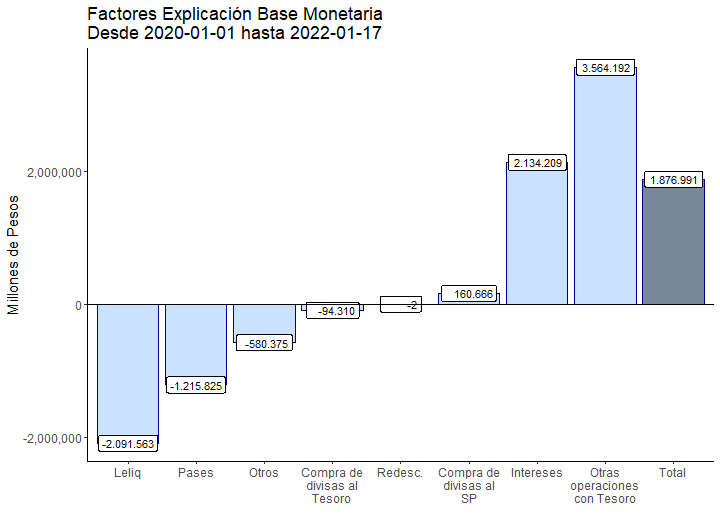 Factores Explicación Base Monetaria
Desde 2020-01-01 hasta 2022-01-17
Millones de Pesos
2,000,000
0
-2,000,000
-2.091.563
-1.215.825
-580.375
-94.310
-2
160.666
2.134.209
3.564.192
1.876.991
Leliq
Pases
Otros
Compra de
divisas al
Tesoro
Redesc.
Compra de
divisas al
SP
Intereses
Otras
operaciones
con Tesoro
Total